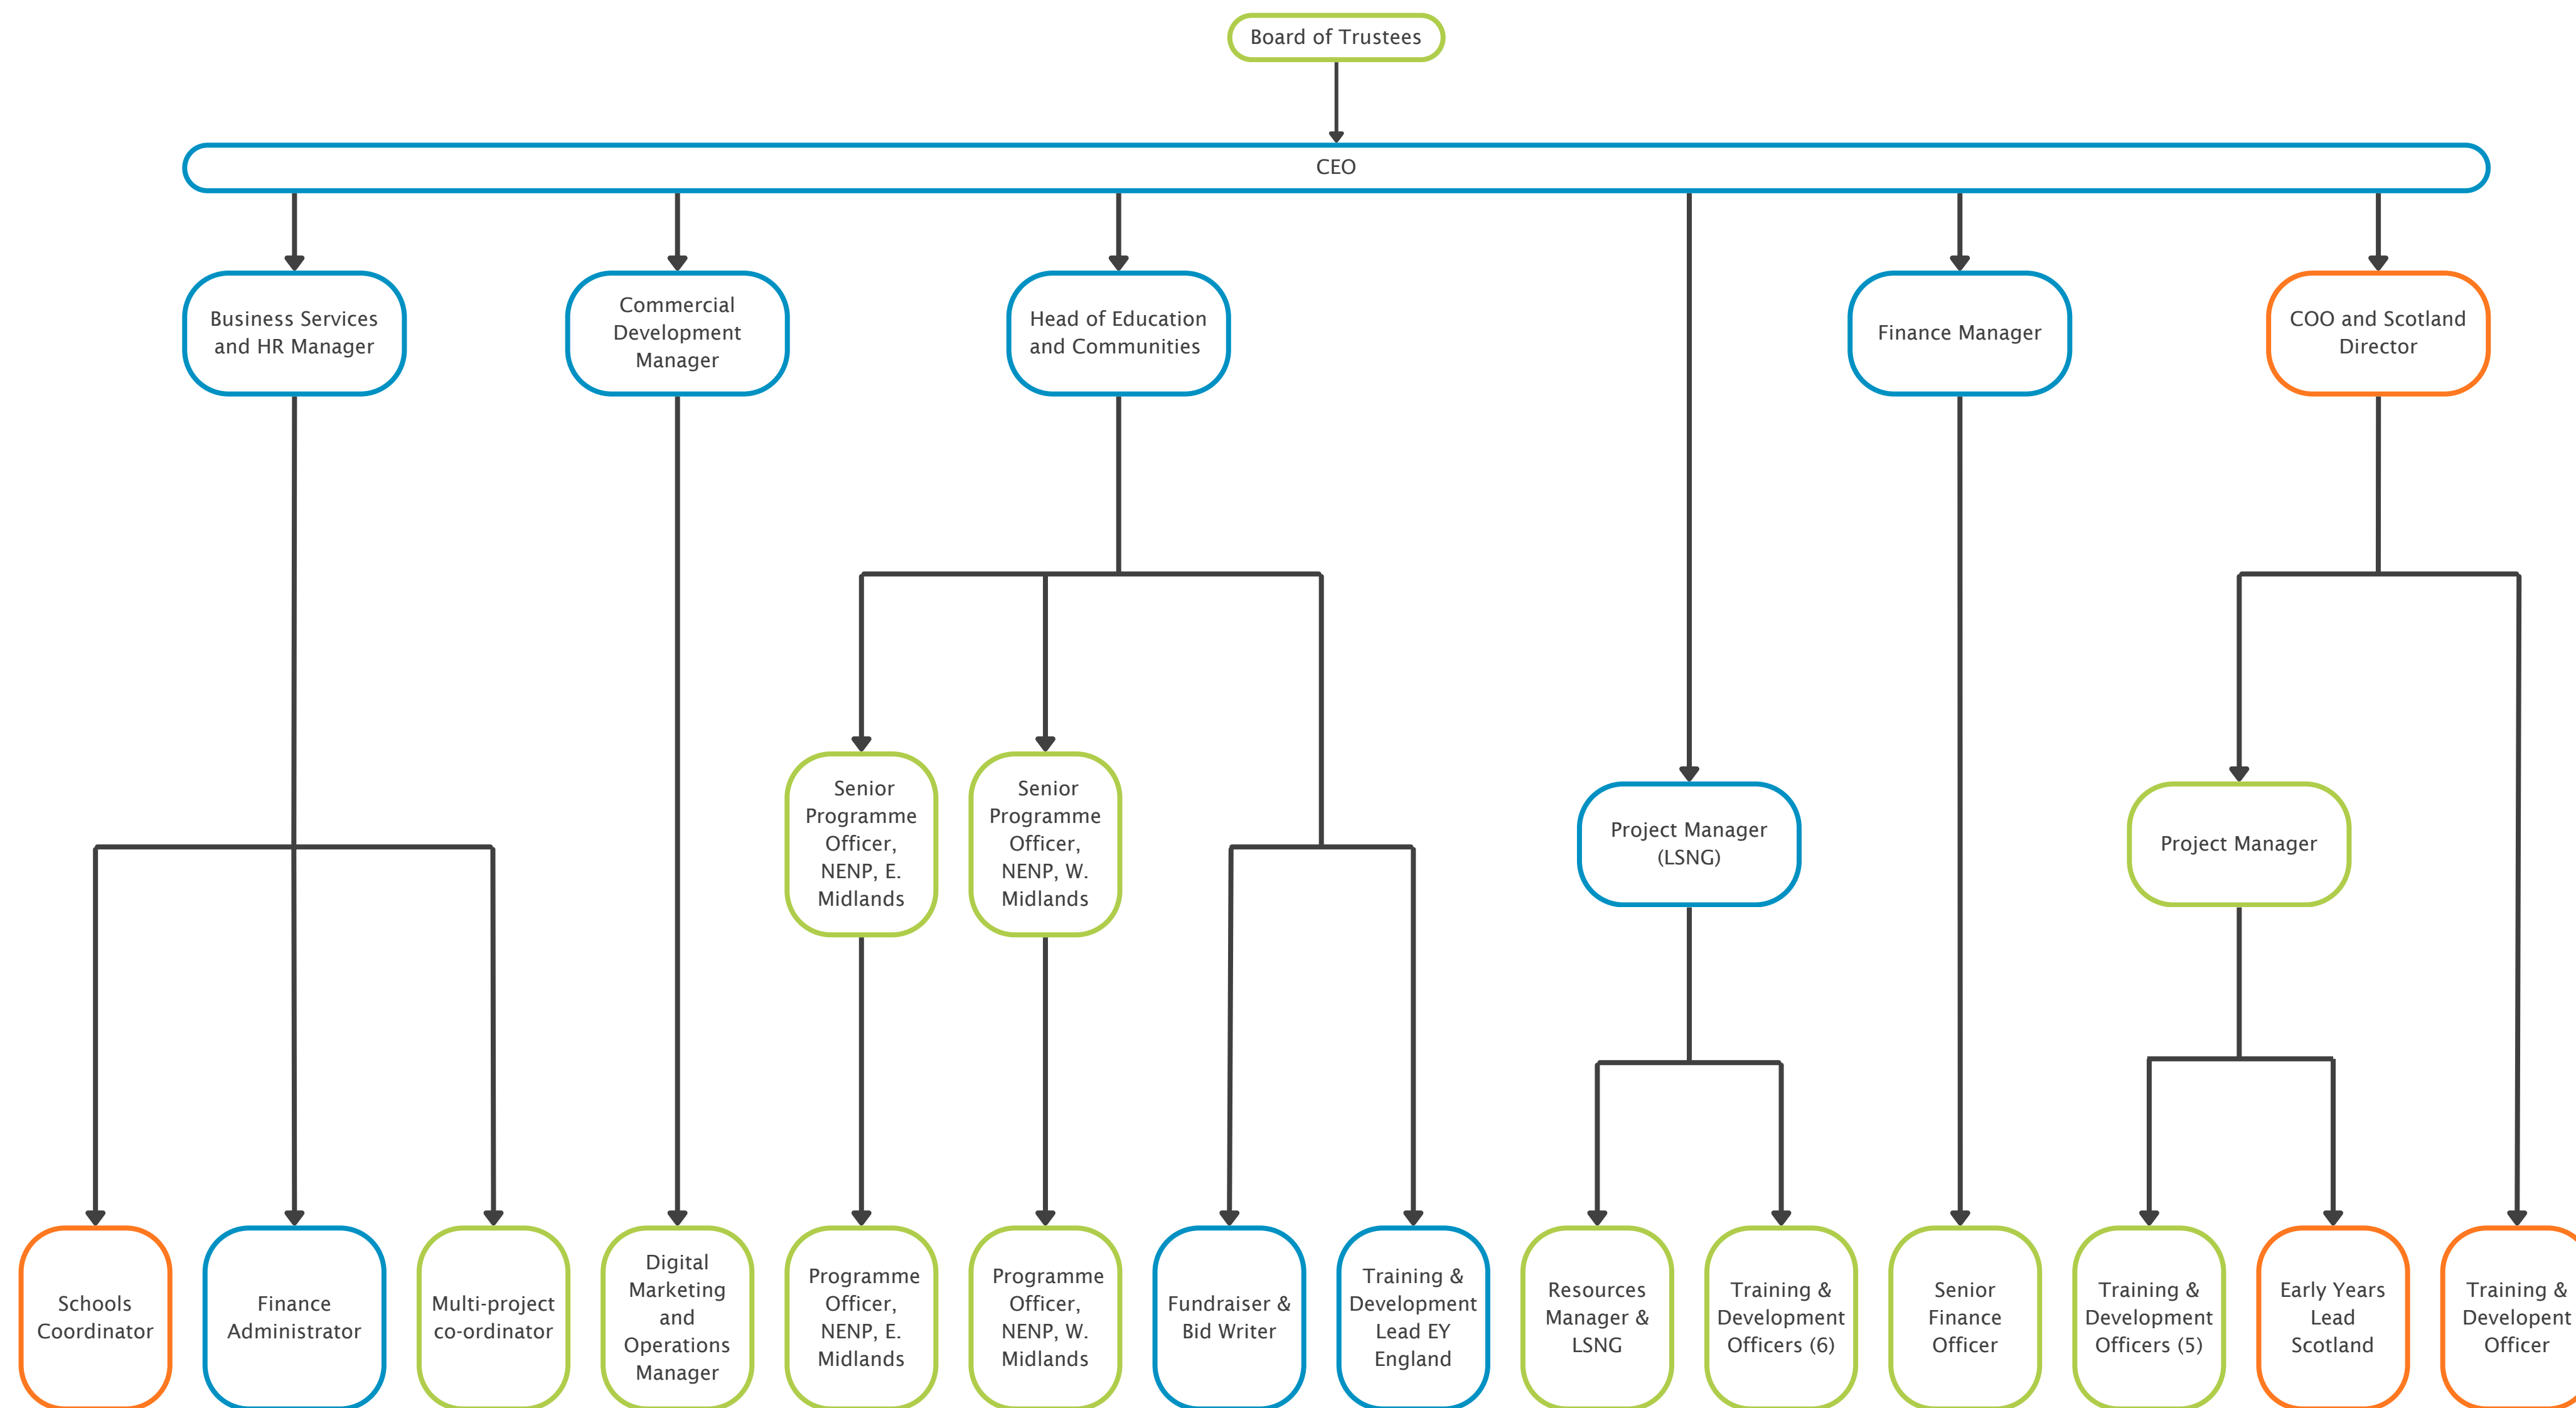 Board of Trustees
CEO
Business Services
and HR Manager
Commercial
Development
Manager
Head of Education
and Communities
Finance Manager
COO and Scotland
Director
Senior
Programme
Officer,
NENP, E.
Midlands
Senior
Programme
Officer,
NENP, W.
Midlands
Project Manager
(LSNG)
Project Manager
Schools
Coordinator
Finance
Administrator
Multi-project
co-ordinator
Digital
Marketing
and
Operations
Manager
Programme
Officer,
NENP, E.
Midlands
Programme
Officer,
NENP, W.
Midlands
Fundraiser &
Bid Writer
Training &
Development
Lead EY
England
Resources
Manager &
LSNG
Training &
Development
Officers (6)
Senior
Finance
Officer
Training &
Development
Officers (5)
Early Years
Lead
Scotland
Training &
Developent
Officer